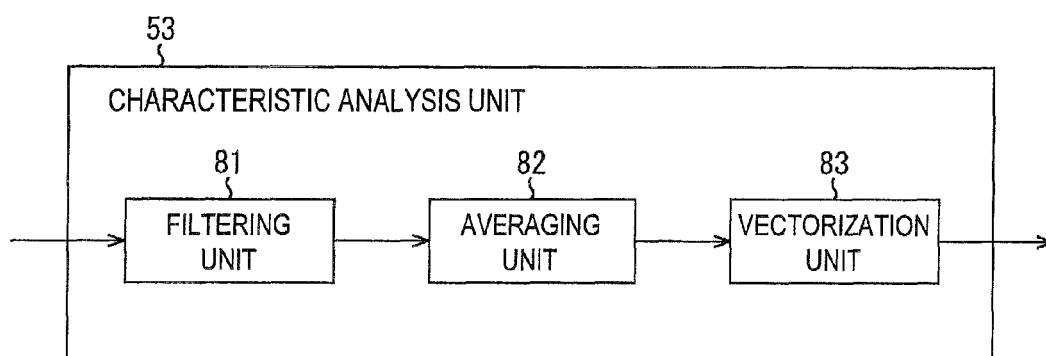 53
CHARACTERISTIC ANALYSIS UNIT
81
82
83
FILTERING
UNIT
AVERAGING
UNIT
VECTORIZATION
UNIT